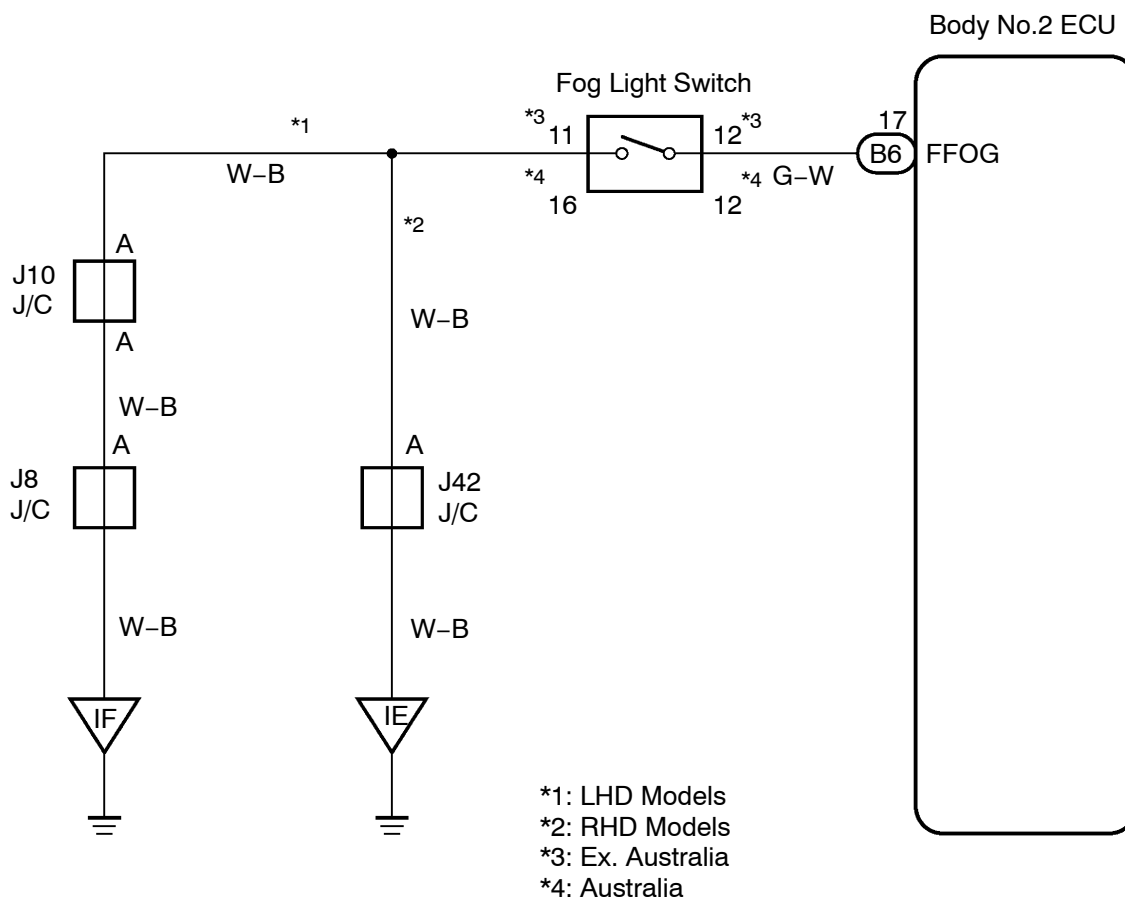 Body No.2 ECU
Fog Light Switch
*3
11
12
*3
17
*1
W–B
B6
FFOG
*4
16
*4
12
G–W
*2
A
J10
J/C
A
W–B
W–B
A
J8
J/C
A
J42
J/C
W–B
W–B
IF
IE
*1: LHD Models
*2: RHD Models
*3: Ex. Australia
*4: Australia